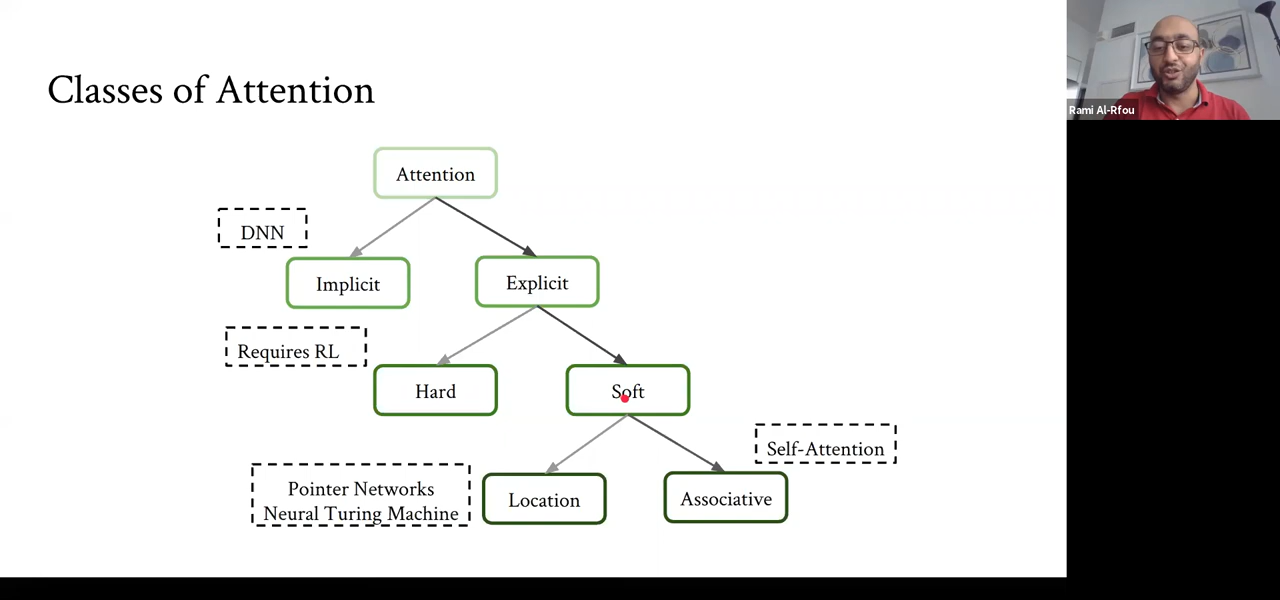 Classes of Attention
Rami Al-Rfou
Attention
DNN
Implicit
Explicit
Requires RL
Hard
Soft
Self-Attention
Pointer Networks
Neural Turing Machine
Location
Associative